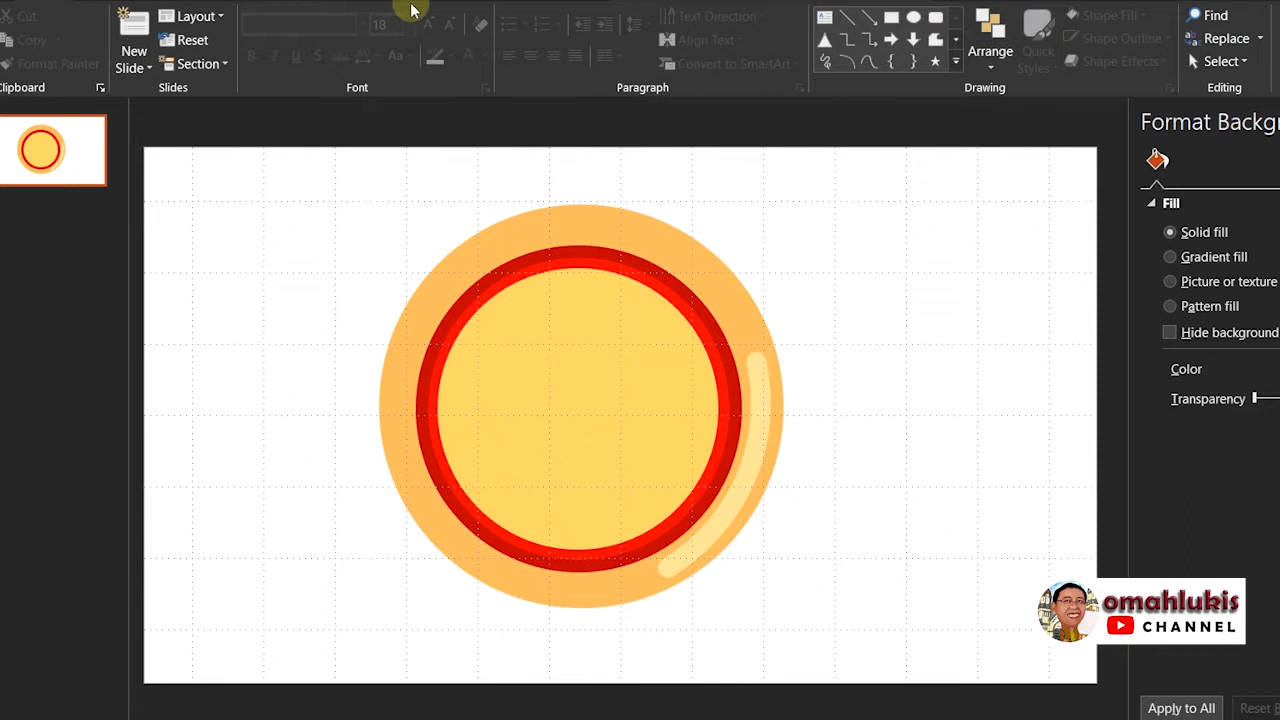 Cut
Copy
Format Painter
Clipboard
New
Slide
Layout
Reset
Section
Slides
18
B I U S
Aa
A
Font
Text Direction
Align Text
Convert to SmartArt
Paragraph
Arrange
Quick
Styles
Shape Fill
Shape Outline
Shape Effects
Drawing
Find
Replace
Select
Editing
Format Backgr
Fill
Solid fill
Gradient fill
Picture or texture
Pattern fill
Hide background
Color
Transparency
omahlukis
CHANNEL
Apply to All
Reset B